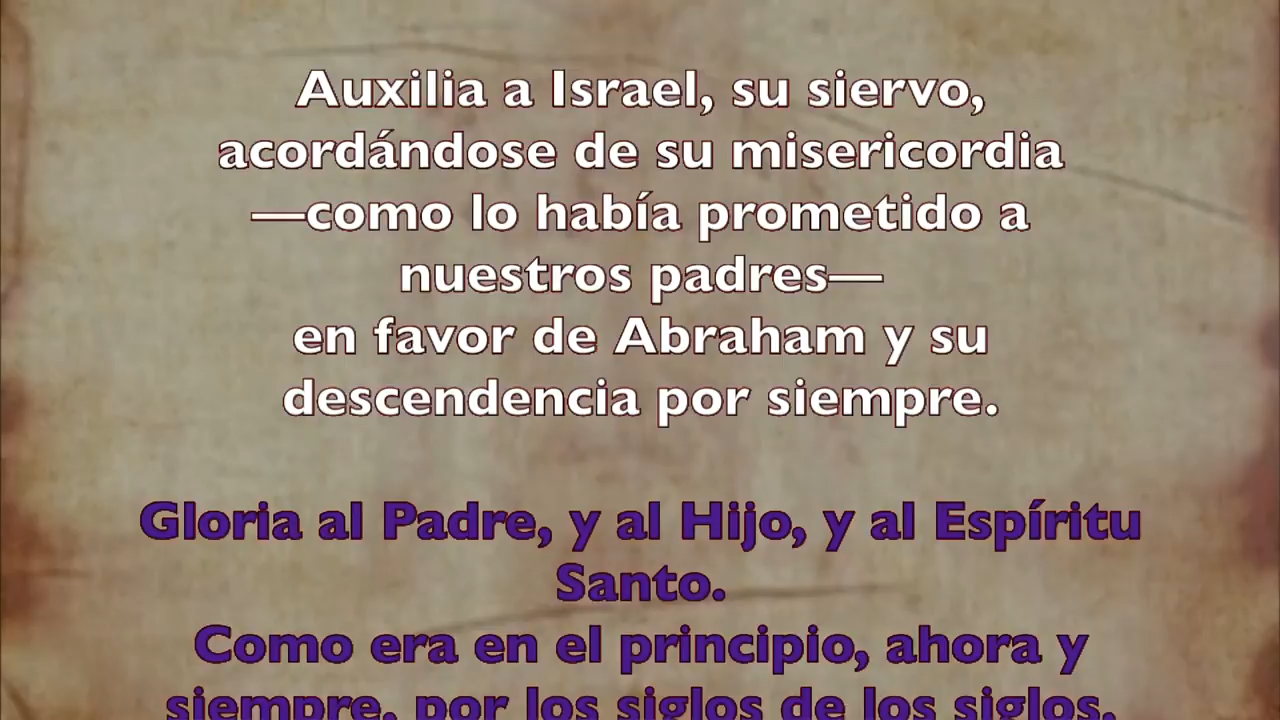 Auxilia a Israel, su siervo,
acordándose de su misericordia
—como lo había prometido a
nuestros padres—
en favor de Abraham y su
descendencia por siempre.
Gloria al Padre, y al Hijo, y al Espíritu
Santo.
Como era en el principio, ahora y
siempre, por los siglos de los siglos.